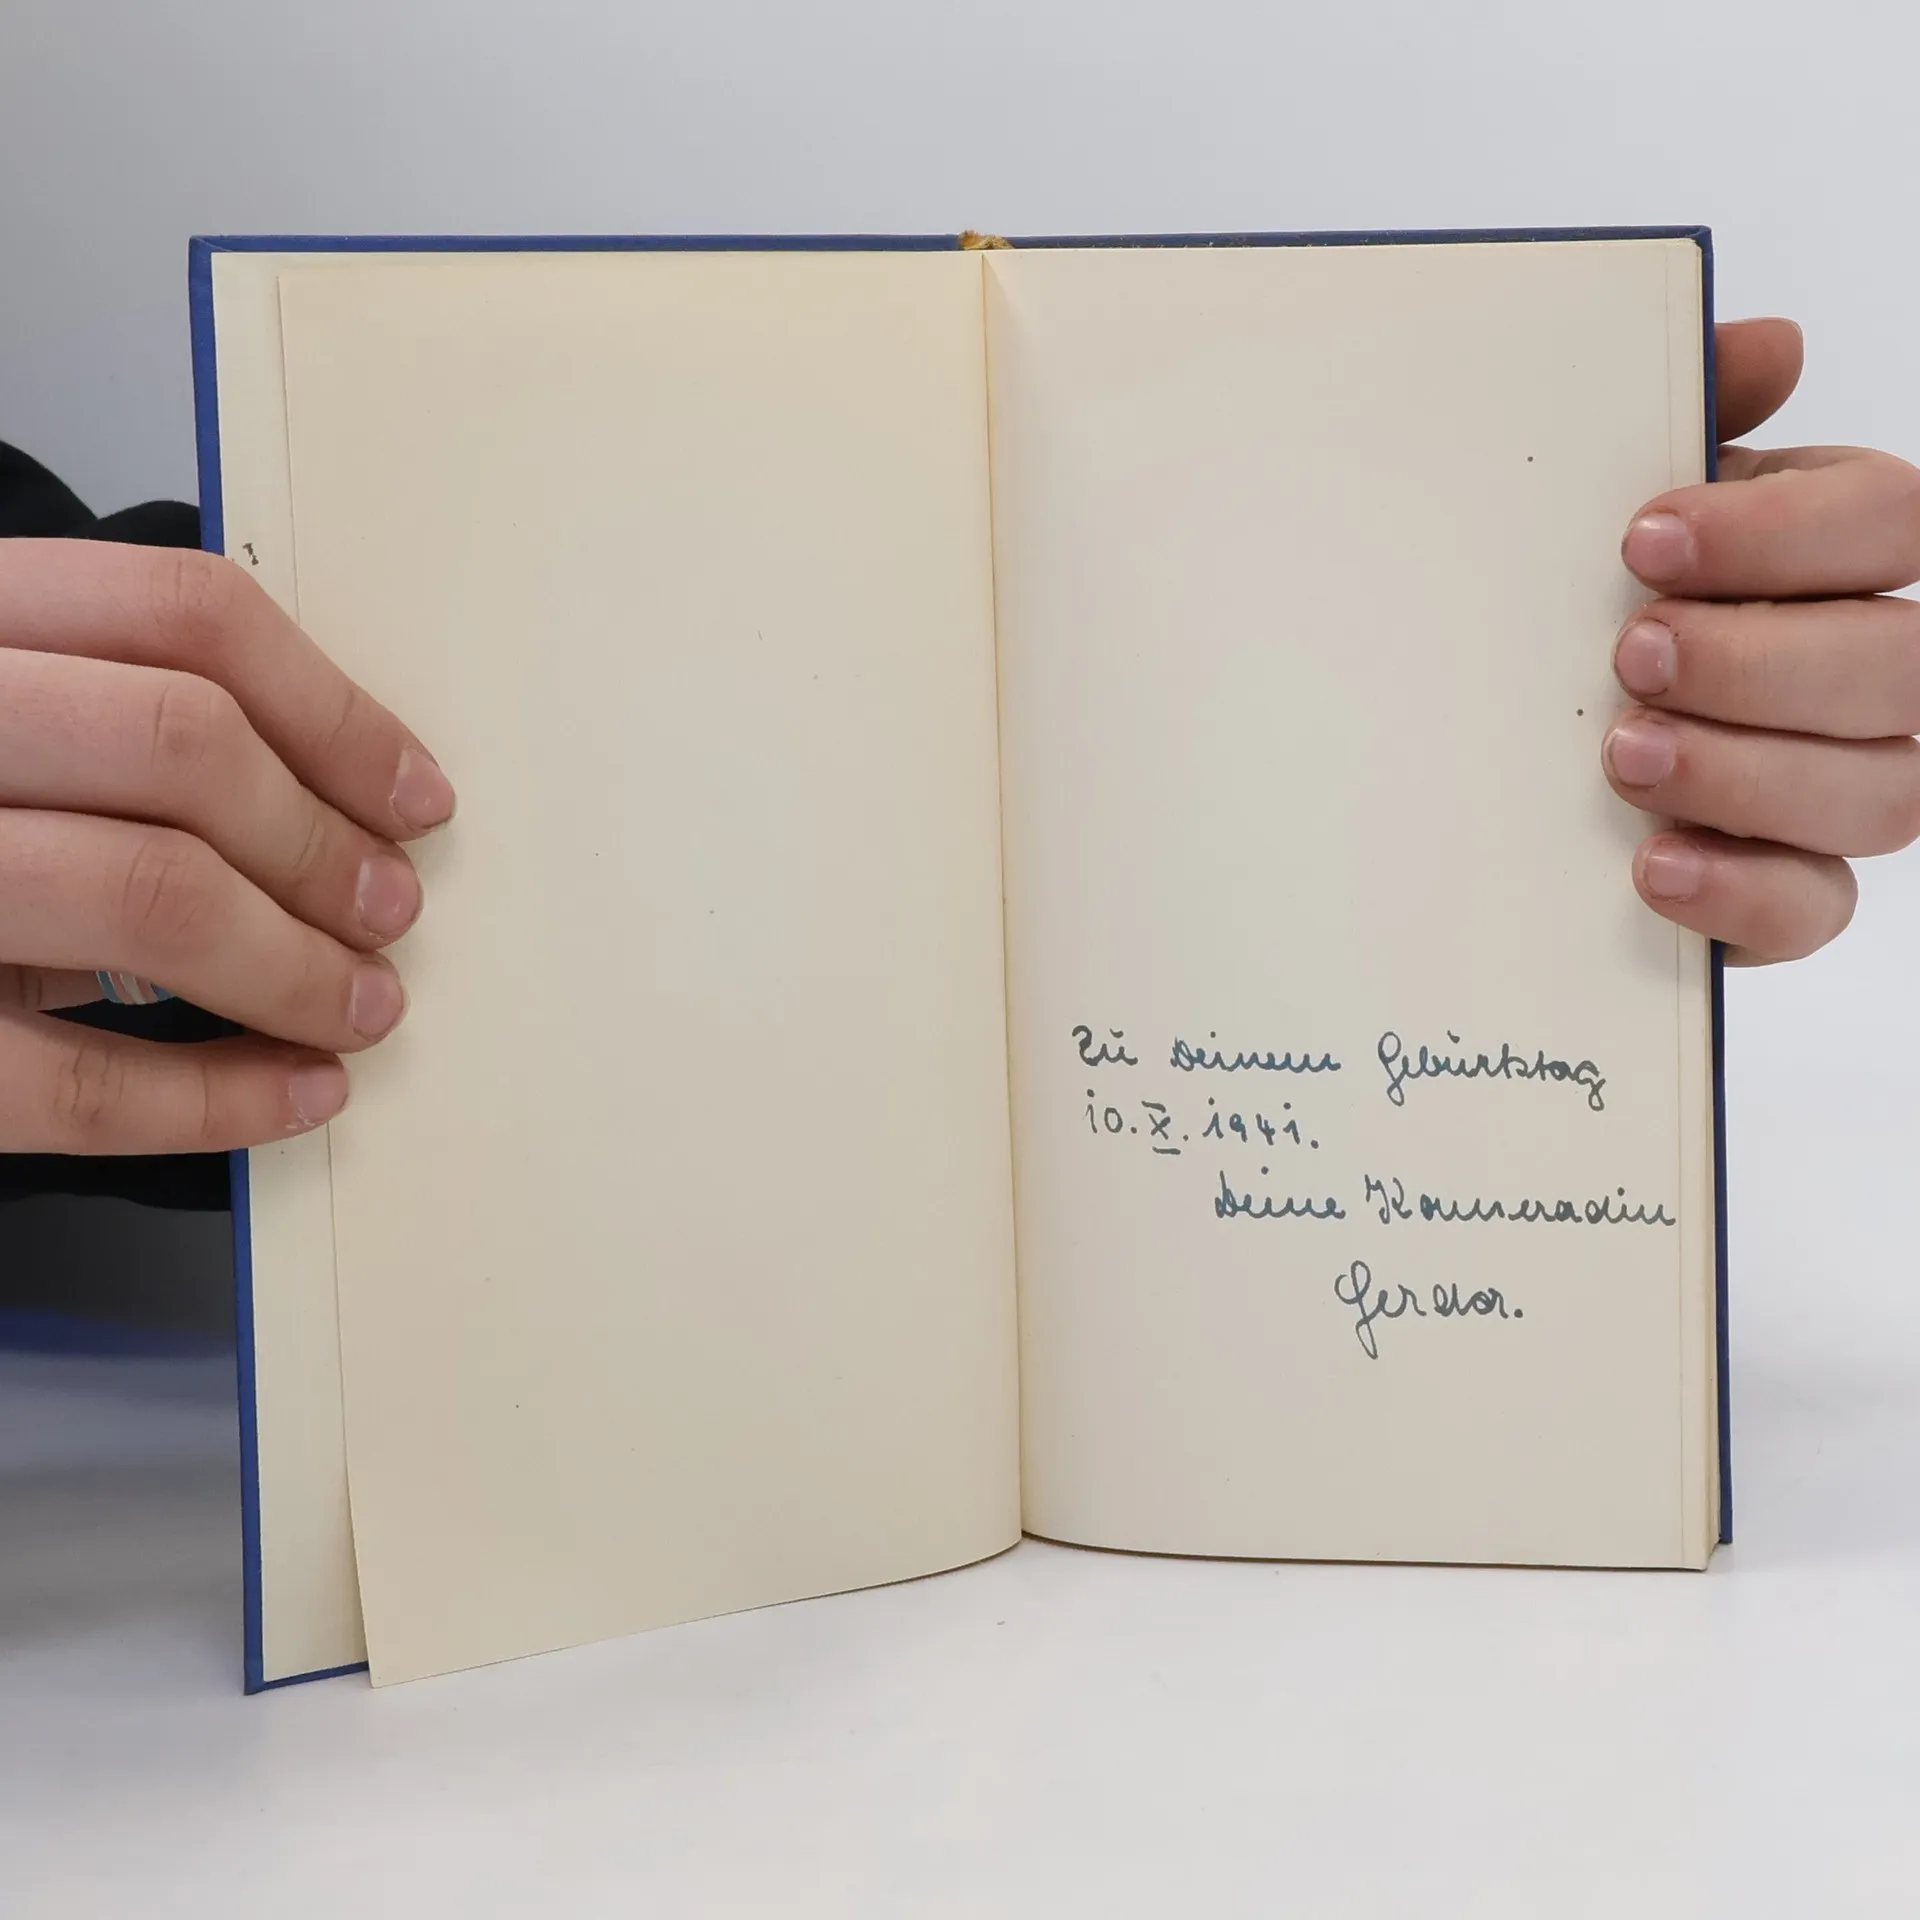 Zu Deinem Geburtstag
10. X. 1941.
Deine Kameradin
Gerda.